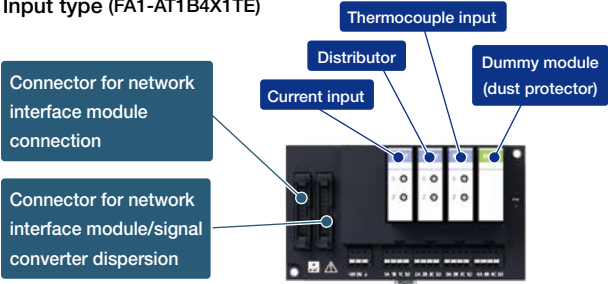 Input type (FA1-AT1B4X1TE)
Thermocouple input
Distributor
Dummy module
(dust protector)
Current input
Connector for network
interface module
connection
Connector for network
interface module/signal
converter dispersion